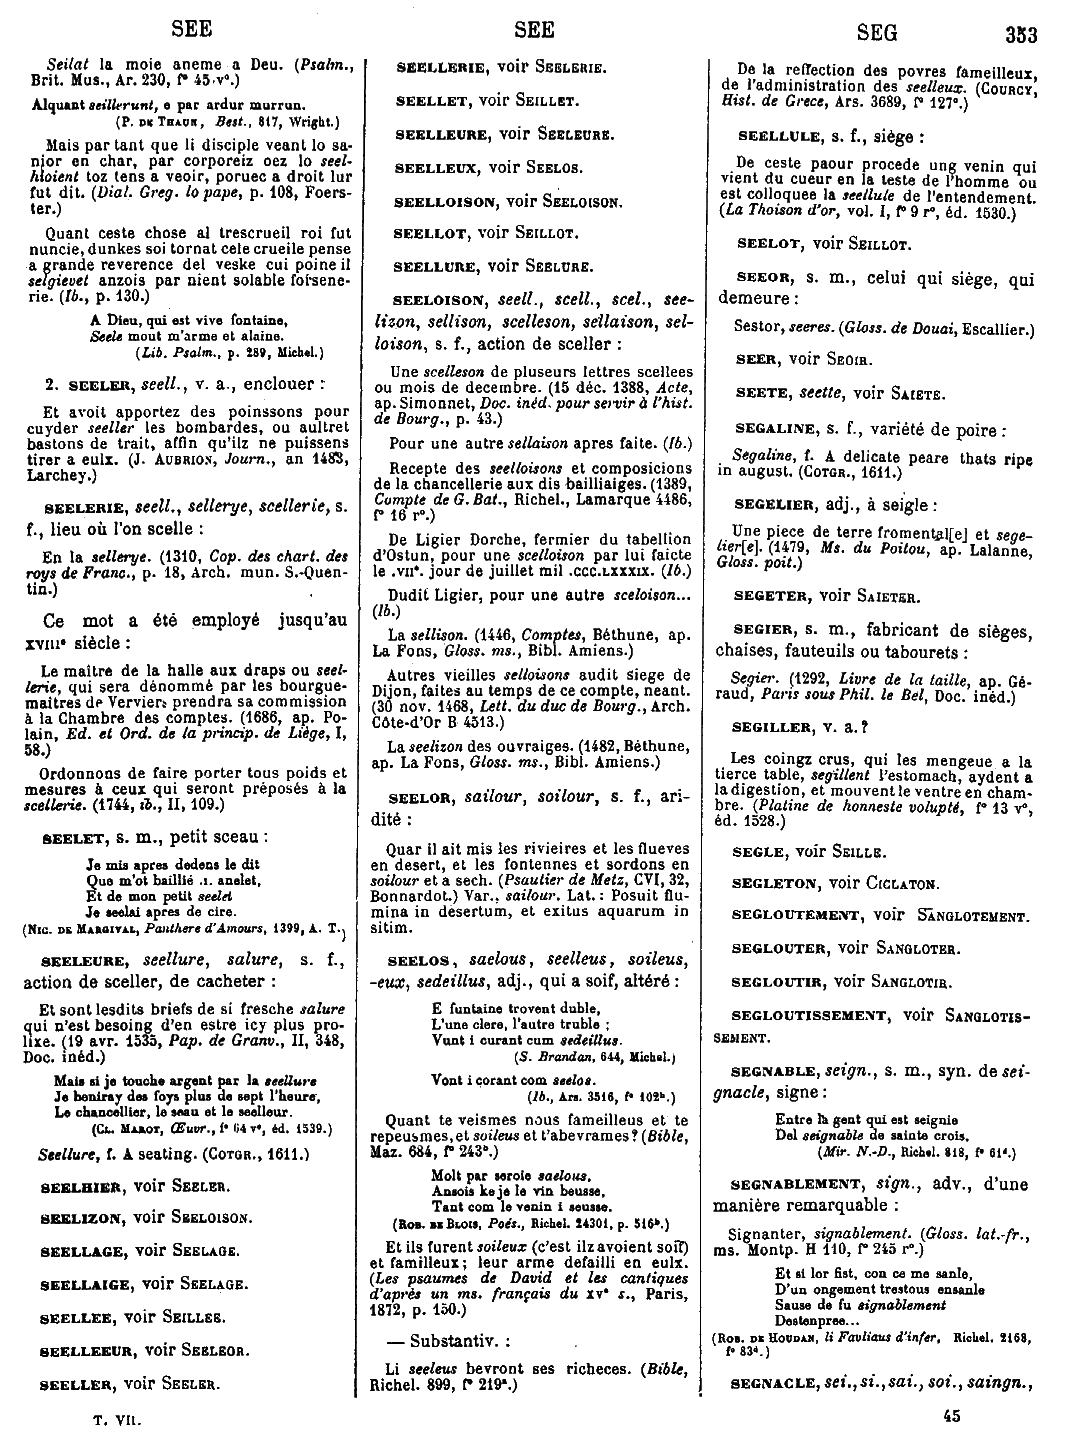 SEE
SEE
SEG
353
Seilat la moie aneme a Deu. (Psalm.,
Brit. Mus., Ar. 230, f° 45 v°.)
Alquant seillerunt, e par ardur murrun.
(P. DE THAUN, Best., 817, Wright.)
Mais par tant que li disciple veant lo sa-
nior en char, par corporeiz oez lo seel-
hloient toz tens a veoir, poruec a droit lur
fut dit. (Dial. Greg. lo pape, p. 108, Foers-
ter.)
Quant ceste chose al trescrueil roi fut
nuncie, dunkes soi tornat cele crueile pense
a grande reverence del veske cui poine il
selgievet anzois par nient solable forsene-
rie. (Ib., p. 130.)
A Dieu, qui est vive fontaine,
Seele mout m'arme et alaine.
(Lib. Psalm., p. 289, Michel.)
2. SEELER, seell., v. a., enclouer :
Et avoit apportez des poinssons pour
cuyder seeller les bombardes, ou aultret
bastons de trait, affin qu'ilz ne puissens
tirer a eulx. (J. AUBRION, Journ., an 1483,
Larchey.)
SEELERIE, seell., sellerye, scellerie, s.
f., lieu où l'on scelle :
En la sellerye. (1310, Cop. des chart. des
roys de Franc., p. 18, Arch. mun. S.-Quen-
tin.)
Ce mot a été employé jusqu'au
XVIIIe siècle :
Le maître de la halle aux draps ou seel-
lerie, qui sera dénommé par les bourgue-
maîtres de Verviers prendra sa commission
à la Chambre des comptes. (1686, ap. Po-
lain, Ed. et Ord. de la princip. de Liège, I,
58.)
Ordonnons de faire porter tous poids et
mesures à ceux qui seront préposés à la
scellerie. (1744, ib., II, 109.)
SEELET, s. m., petit sceau :
Je mis apres dedens le dit
Que m'ot baillié .I. anelet,
Et de mon petit seelet
Je seelai apres de cire.
(NIC. DE MARGIVAL, Panthere d'Amours, 1399, A. T.)
SEELEURE, seellure, salure, s. f.,
action de sceller, de cacheter :
Et sont lesdits briefs de si fresche salure
qui n'est besoing d'en estre icy plus pro-
lixe. (19 avr. 1535, Pap. de Granv., II, 348,
Doc. inéd.)
Mais si je touche argent par la seellure
Je beniray des foys plus de sept l'heure,
Le chancellier, le seau et le seelleur.
(CL. MAROT, Œuvr., f° 64 v°, éd. 1539.)
Seellure, f. A seating. (COTGR., 1611.)
SEELHIER, voir SEELER.
SEELIZON, voir SEELOISON.
SEELLAGE, voir SEELAGE.
SEELLAIGE, voir SEELAGE.
SEELLEE, voir SEILLEE.
SEELLEEUR, voir SEELEOR.
SEELLER, voir SEELER.
T. VII.
SEELLERIE, voir SEELERIE.
SEELLET, voir SEILLET.
SEELLEURE, voir SEELEURE.
SEELLEUX, voir SEELOS.
SEELLOISON, voir SEELOISON.
SEELLOT, voir SEILLOT.
SEELLURE, voir SEELURE.
SEELOISON, seell., scell., scel., see-
lizon, sellison, scelleson, sellaison, sel-
loison, s. f., action de sceller :
Une scelleson de pluseurs lettres scellees
ou mois de decembre. (15 déc. 1388, Acte,
ap. Simonnet, Doc. inéd. pour servir à l'hist.
de Bourg., p. 43.)
Pour une autre sellaison apres faite. (Ib.)
Recepte des seelloisons et composicions
de la chancellerie aux dis bailliaiges. (1389,
Compte de G. Bat., Richel., Lamarque 4486,
f° 16 r°.)
De Ligier Dorche, fermier du tabellion
d'Ostun, pour une scelloison par lui faicte
le .VIIe. jour de juillet mil .CCC.LXXXIX. (Ib.)
Dudit Ligier, pour une autre sceloison...
(Ib.)
La sellison. (1446, Comptes, Béthune, ap.
La Fons, Gloss. ms., Bibl. Amiens.)
Autres vieilles selloisons audit siege de
Dijon, faites au temps de ce compte, neant.
(30 nov. 1468, Lett. du duc de Bourg., Arch.
Côte-d'Or B 4513.)
La seelizon des ouvraiges. (1482, Béthune,
ap. La Fons, Gloss. ms., Bibl. Amiens.)
SEELOR, sailour, soilour, s. f., ari-
dité :
Quar il ait mis les rivieires et les flueves
en desert, et les fontennes et sordons en
soilour et a sech. (Psautier de Metz, CVI, 32,
Bonnardot.) Var., sailour. Lat. : Posuit flu-
mina in desertum, et exitus aquarum in
sitim.
SEELOS, saelous, seelleus, soileus,
-eux, sedeillus, adj., qui a soif, altéré :
E funtaine trovent duble,
L'une clere, l'autre truble ;
Vunt i curant cum sedeillus.
(S. Brandan, 644, Michel.)
Vont i corant com seelos.
(Ib., Ars. 3516, f° 102b.)
Quant te veismes nous fameilleus et te
repeusmes, et soileus et t'abevrames? (Bible,
Maz. 684, f° 243b.)
Molt par seroie saelous,
Ansois ke je le vin beusse,
Tant com le venin i seusse.
(ROB. DE BLOIS, Poés., Richel. 24301, p. 516b.)
Et ils furent soileux (c'est ilz avoient soif)
et familleux ; leur arme defailli en eulx.
(Les psaumes de David et les cantiques
d'après un ms. français du XVe s., Paris,
1872, p. 150.)
— Substantiv. :
Li seeleus bevront ses richeces. (Bible,
Richel. 899, f° 219a.)
De la reffection des povres fameilleux,
de l'administration des seelleux. (COURCY,
Hist. de Grece, Ars. 3689, f° 127c.)
SEELLULE, s. f., siège :
De ceste paour procede ung venin qui
vient du cueur en la teste de l'homme ou
est colloquee la seellule de l'entendement.
(La Thoison d'or, vol. I, f° 9 r°, éd. 1530.)
SEELOT, voir SEILLOT.
SEEOR, s. m., celui qui siège, qui
demeure :
Sestor, seeres. (Gloss. de Douai, Escallier.)
SEER, voir SEOIR.
SEETE, seette, voir SAIETE.
SEGALINE, s. f., variété de poire :
Segaline, f. A delicate peare thats ripe
in august. (COTGR., 1611.)
SEGELIER, adj., à seigle :
Une piece de terre fromental[e] et sege-
lier[e]. (1479, Ms. du Poitou, ap. Lalanne,
Gloss. poit.)
SEGETER, voir SAIETER.
SEGIER, s. m., fabricant de sièges,
chaises, fauteuils ou tabourets :
Segier. (1292, Livre de la taille, ap. Gé-
raud, Paris sous Phil. le Bel, Doc. inéd.)
SEGILLER, v. a. ?
Les coingz crus, qui les mengeue a la
tierce table, segillent l'estomach, aydent a
la digestion, et mouvent le ventre en cham-
bre. (Platine de honneste volupté, f° 13 v°,
éd. 1528.)
SEGLE, voir SEILLE.
SEGLETON, voir CICLATON.
SEGLOUTEMENT, voir SANGLOTEMENT.
SEGLOUTER, voir SANGLOTER.
SEGLOUTIR, voir SANGLOTIR.
SEGLOUTISSEMENT, voir SANGLOTIS-
SEMENT.
SEGNABLE, seign., s. m., syn. de sei-
gnacle, signe :
Entre la gent qui est seignie
Del seignable de sainte crois.
(Mir. N.-D., Richel. 818, f° 61d.)
SEGNABLEMENT, sign., adv., d'une
manière remarquable :
Signanter, signablement. (Gloss. lat.-fr.,
ms. Montp. H 110, f° 245 r°.)
Et si lor fist, con ce me sanle,
D'un ongement trestous ensanle
Sause de fu signablement
Destenpree...
(ROB. DE HOUDAN, li Favliaus d'infer, Richel. 2168,
f° 83d.)
SEGNACLE, sei., si., sai., soi., saingn.,
45